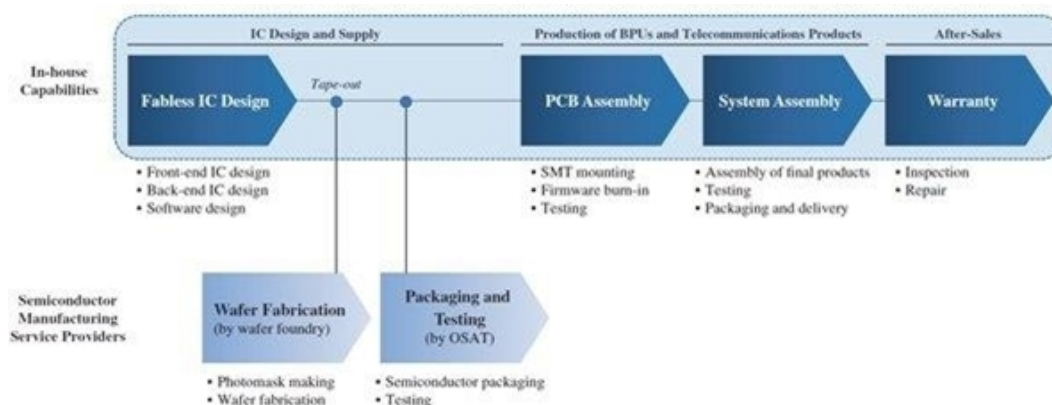 IC Design and Supply
Production of BPUs and Telecommunications Products
After-Sales
In-house
Capabilities
Fabless IC Design
Tape-out
PCB Assembly
System Assembly
Warranty
• Front-end IC design
• Back-end IC design
• Software design
• SMT mounting
• Firmware burn-in
• Testing
• Assembly of final products
• Testing
• Packaging and delivery
• Inspection
• Repair
Semiconductor
Manufacturing
Service Providers
Wafer Fabrication
(by wafer foundry)
Packaging and
Testing
(by OSAT)
• Photomask making
• Wafer fabrication
• Semiconductor packaging
• Testing